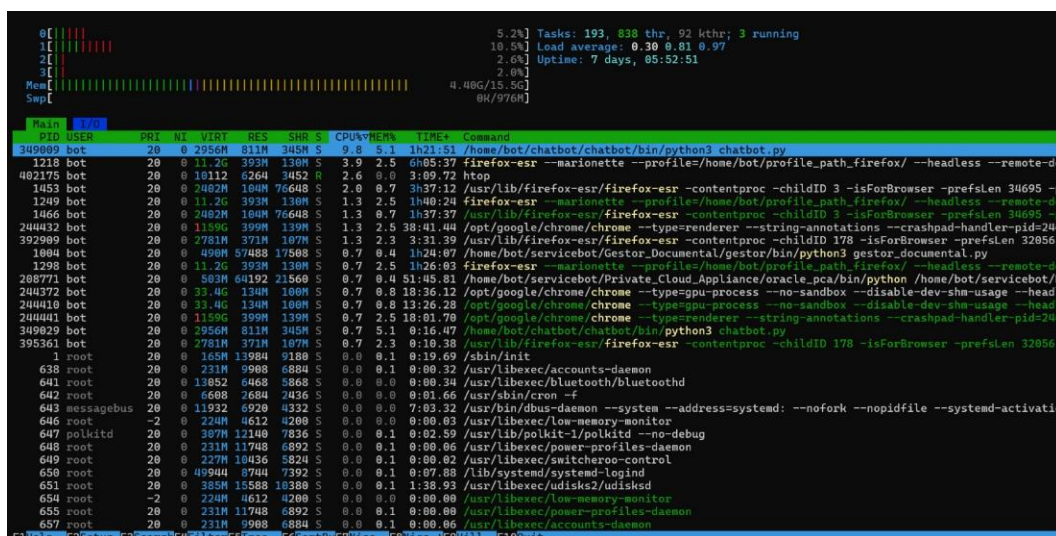 0[||||| 5.2%] Tasks: 193, 838 thr, 92 kthr; 3 running
1[||||||||| 10.5%] Load average: 0.30 0.81 0.97
2[|| 2.6%] Uptime: 7 days, 05:52:51
3[|| 2.0%]
Mem[ 4.40G/15.5G]
Swp[ 0K/976M]
Main I/O
PID USER PRI NI VIRT RES SHR S CPU%▽MEM% TIME+ Command
349009 bot 20 0 2956M 811M 345M S 9.8 5.1 1h21:51 /home/bot/chatbot/chatbot/bin/python3 chatbot.py
1218 bot 20 0 11.2G 393M 130M S 3.9 2.5 6h05:37 firefox-esr --marionette --profile=/home/bot/profile_path_firefox/ --headless --remote-d
402175 bot 20 0 10112 6264 3452 R 2.6 0.0 3:09.72 htop
1453 bot 20 0 2402M 104M 76648 S 2.0 0.7 3h37:12 /usr/lib/firefox-esr/firefox-esr -contentproc -childID 3 -isForBrowser -prefsLen 34695 -
1249 bot 20 0 11.2G 393M 130M S 1.3 2.5 1h40:24 firefox-esr --marionette --profile=/home/bot/profile_path_firefox/ --headless --remote-d
1466 bot 20 0 2402M 104M 76648 S 1.3 0.7 1h37:37 /usr/lib/firefox-esr/firefox-esr -contentproc -childID 3 -isForBrowser -prefsLen 34695 -
244432 bot 20 0 1159G 399M 139M S 1.3 2.5 38:41.44 /opt/google/chrome/chrome --type=renderer --string-annotations --crashpad-handler-pid=24
392909 bot 20 0 2781M 371M 107M S 1.3 2.3 3:31.39 /usr/lib/firefox-esr/firefox-esr -contentproc -childID 178 -isForBrowser -prefsLen 32056
1004 bot 20 0 490M 57488 17508 S 0.7 0.4 1h24:07 /home/bot/servicebot/Gestor_Documental/gestor/bin/python3 gestor_documental.py
1298 bot 20 0 11.2G 393M 130M S 0.7 2.5 1h26:03 firefox-esr --marionette --profile=/home/bot/profile_path_firefox/ --headless --remote-d
208771 bot 20 0 503M 64192 21560 S 0.7 0.4 51:45.81 /home/bot/servicebot/Private_Cloud_Appliance/oracle_pca/bin/python /home/bot/servicebot/
244372 bot 20 0 33.4G 134M 100M S 0.7 0.8 18:36.12 /opt/google/chrome/chrome --type=gpu-process --no-sandbox --disable-dev-shm-usage --head
244410 bot 20 0 33.4G 134M 100M S 0.7 0.8 13:26.28 /opt/google/chrome/chrome --type=gpu-process --no-sandbox --disable-dev-shm-usage --head
244441 bot 20 0 1159G 399M 139M S 0.7 2.5 18:01.70 /opt/google/chrome/chrome --type=renderer --string-annotations --crashpad-handler-pid=24
349029 bot 20 0 2956M 811M 345M S 0.7 5.1 0:16.47 /home/bot/chatbot/chatbot/bin/python3 chatbot.py
395361 bot 20 0 2781M 371M 107M S 0.7 2.3 0:10.38 /usr/lib/firefox-esr/firefox-esr -contentproc -childID 178 -isForBrowser -prefsLen 32056
1 root 20 0 165M 13984 9180 S 0.0 0.1 0:19.69 /sbin/init
638 root 20 0 231M 9908 6884 S 0.0 0.1 0:00.32 /usr/libexec/accounts-daemon
639 root 20 0 13052 6468 5868 S 0.0 0.0 0:00.34 /usr/libexec/bluetooth/bluetoothd
642 root 20 0 6608 2684 2436 S 0.0 0.0 0:01.66 /usr/sbin/cron -f
643 messagebus 20 0 11932 6920 4332 S 0.0 0.0 7:03.32 /usr/bin/dbus-daemon --system --address=systemd: --nofork --nopidfile --systemd-activati
646 root -2 0 224M 4612 4200 S 0.0 0.0 0:00.03 /usr/libexec/low-memory-monitor
647 polkitd 20 0 307M 12140 7836 S 0.0 0.1 0:02.59 /usr/lib/polkit-1/polkitd --no-debug
648 root 20 0 231M 11748 6892 S 0.0 0.1 0:00.06 /usr/libexec/power-profiles-daemon
649 root 20 0 227M 10436 5824 S 0.0 0.1 0:00.02 /usr/libexec/switcheroo-control
650 root 20 0 49944 8744 7392 S 0.0 0.1 0:07.88 /lib/systemd/systemd-logind
651 root 20 0 385M 15588 10380 S 0.0 0.1 1:38.93 /usr/libexec/udisks2/udisksd
654 root -2 0 224M 4612 4200 S 0.0 0.0 0:00.00 /usr/libexec/low-memory-monitor
655 root 20 0 231M 11748 6892 S 0.0 0.1 0:00.00 /usr/libexec/power-profiles-daemon
657 root 20 0 231M 9908 6884 S 0.0 0.1 0:00.06 /usr/libexec/accounts-daemon